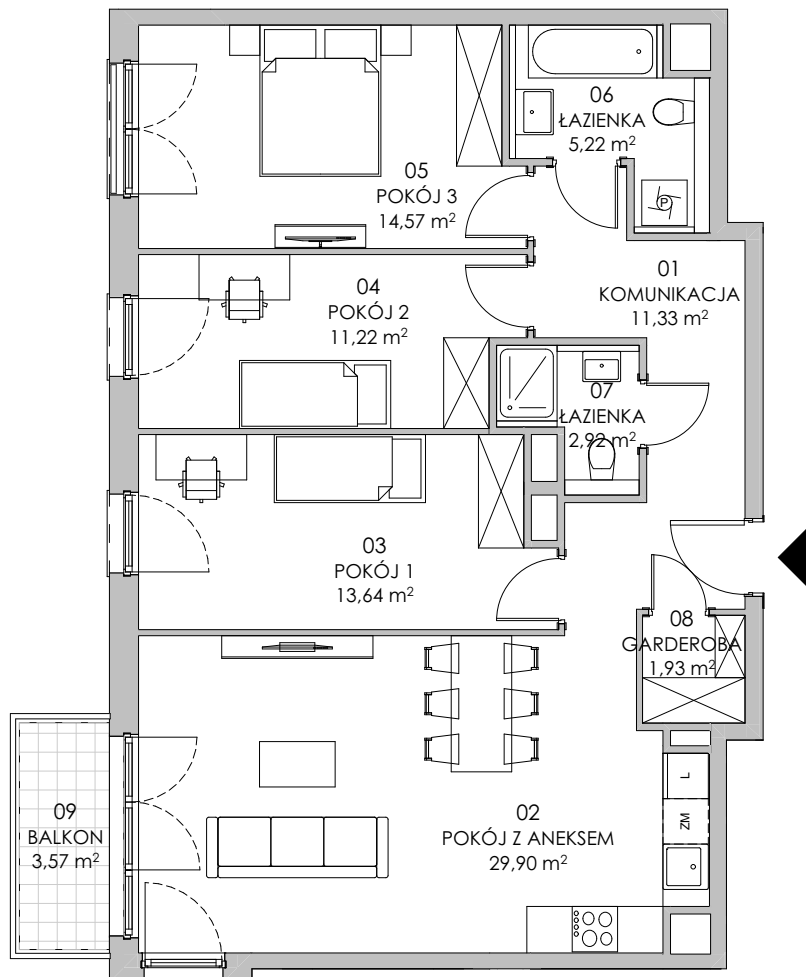 06
ŁAZIENKA
5,22 m²
05
POKÓJ 3
14,57 m²
P
01
KOMUNIKACJA
11,33 m²
04
POKÓJ 2
11,22 m²
07
ŁAZIENKA
2,92 m²
03
POKÓJ 1
13,64 m²
08
GARDEROBA
1,93 m²
09
BALKON
3,57 m²
02
POKÓJ Z ANEKSEM
29,90 m²
L
ZM